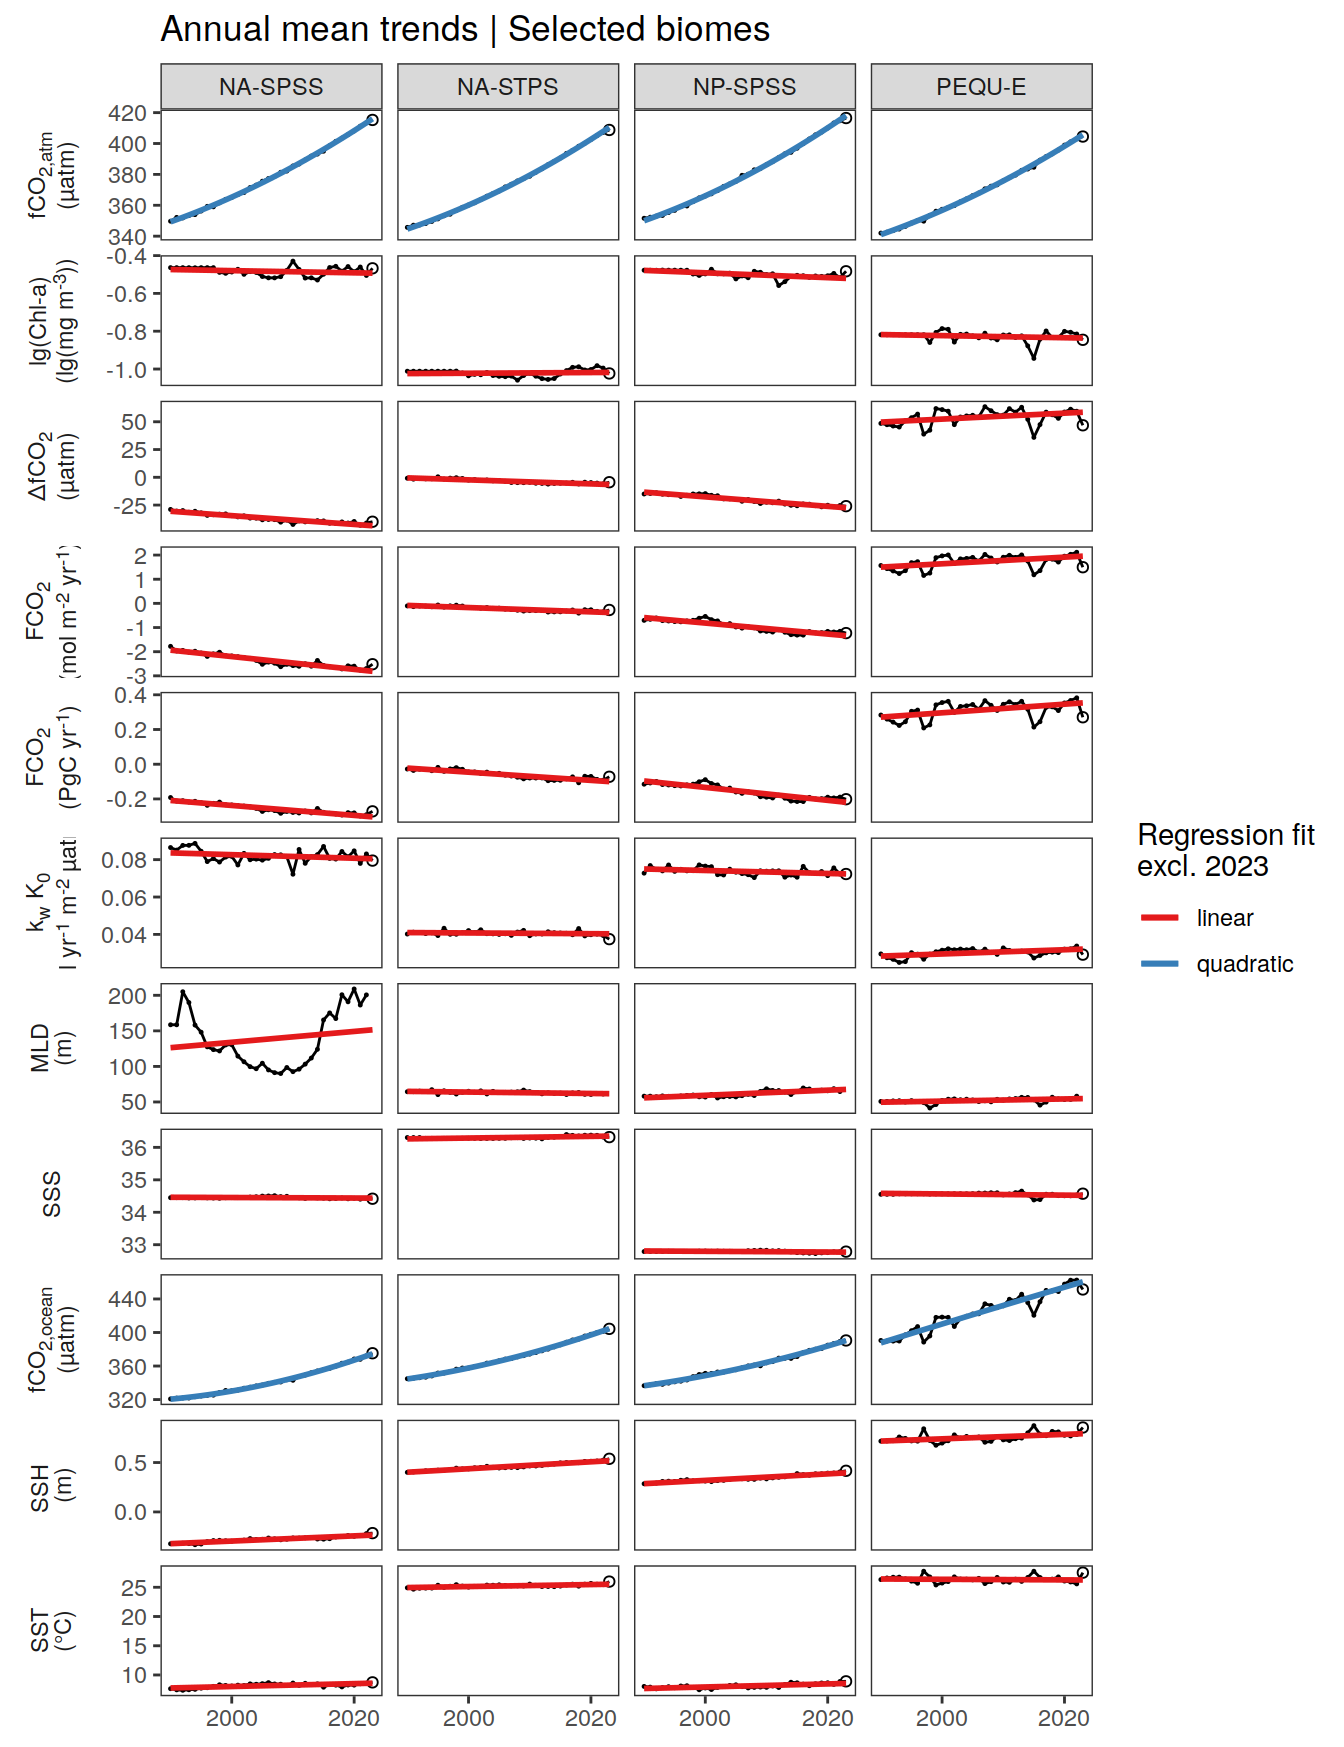 Annual mean trends | Selected biomes
NA-SPSS NA-STPS NP-SPSS PEQU-E
fCO2,atm
(µatm)
420
400
380
360
340
lg(Chl-a)
(lg(mg m-3))
-0.4
-0.6
-0.8
-1.0
ΔfCO2
(µatm)
50
25
0
-25
FCO2
(mol m-2 yr-1)
2
1
0
-1
-2
-3
FCO2
(PgC yr-1)
0.4
0.2
0.0
-0.2
kw K0
l yr-1 m-2 µat
0.08
0.06
0.04
MLD
(m)
200
150
100
50
SSS
36
35
34
33
fCO2,ocean
(µatm)
440
400
360
320
SSH
(m)
0.5
0.0
SST
(°C)
25
20
15
10
2000 2020 2000 2020 2000 2020 2000 2020
Regression fit
excl. 2023
linear
quadratic